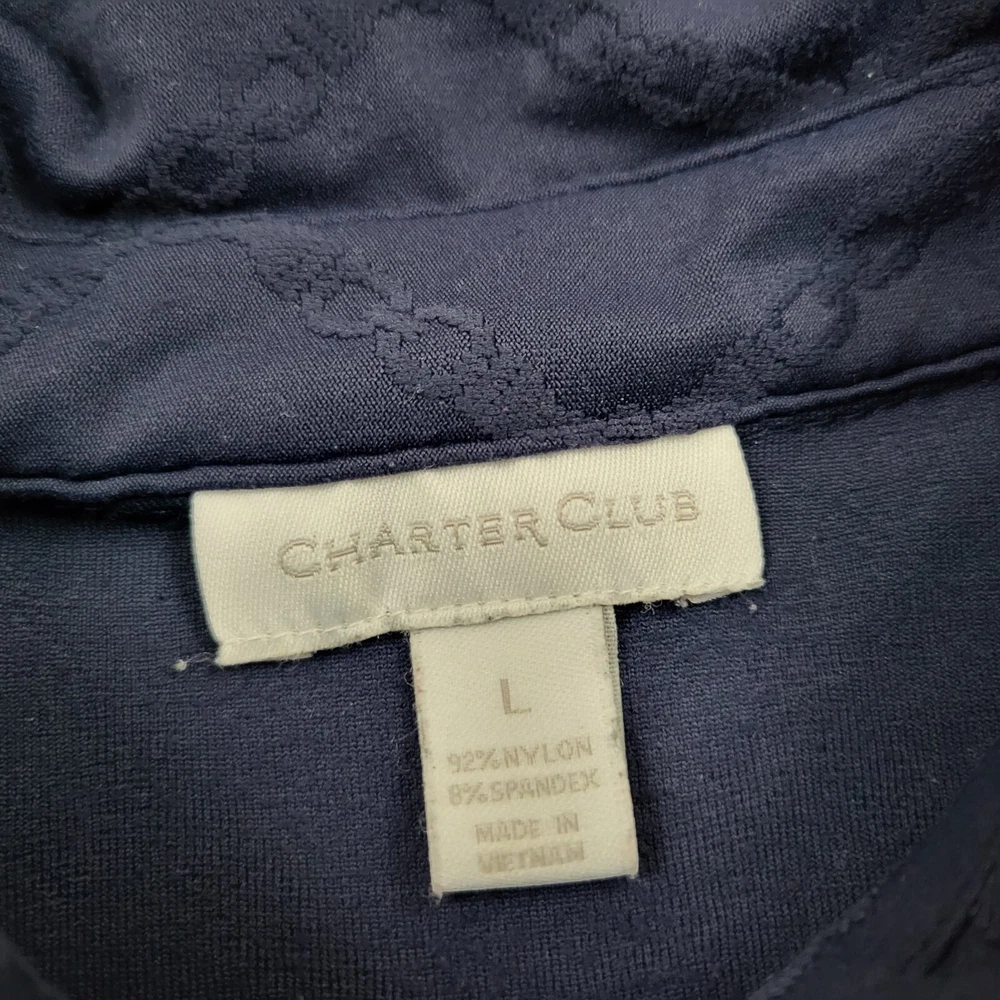 CHARTER CLUB
L
92% NYLON
8% SPANDEX
MADE IN
VIETNAM